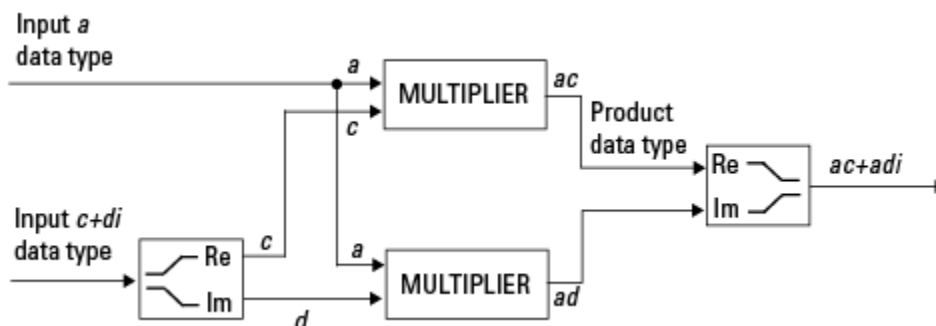 Input a
data type
a
c
MULTIPLIER
ac
Product
data type
Re
Im
ac+adi
Input c+di
data type
Re
Im
c
d
a
MULTIPLIER
ad